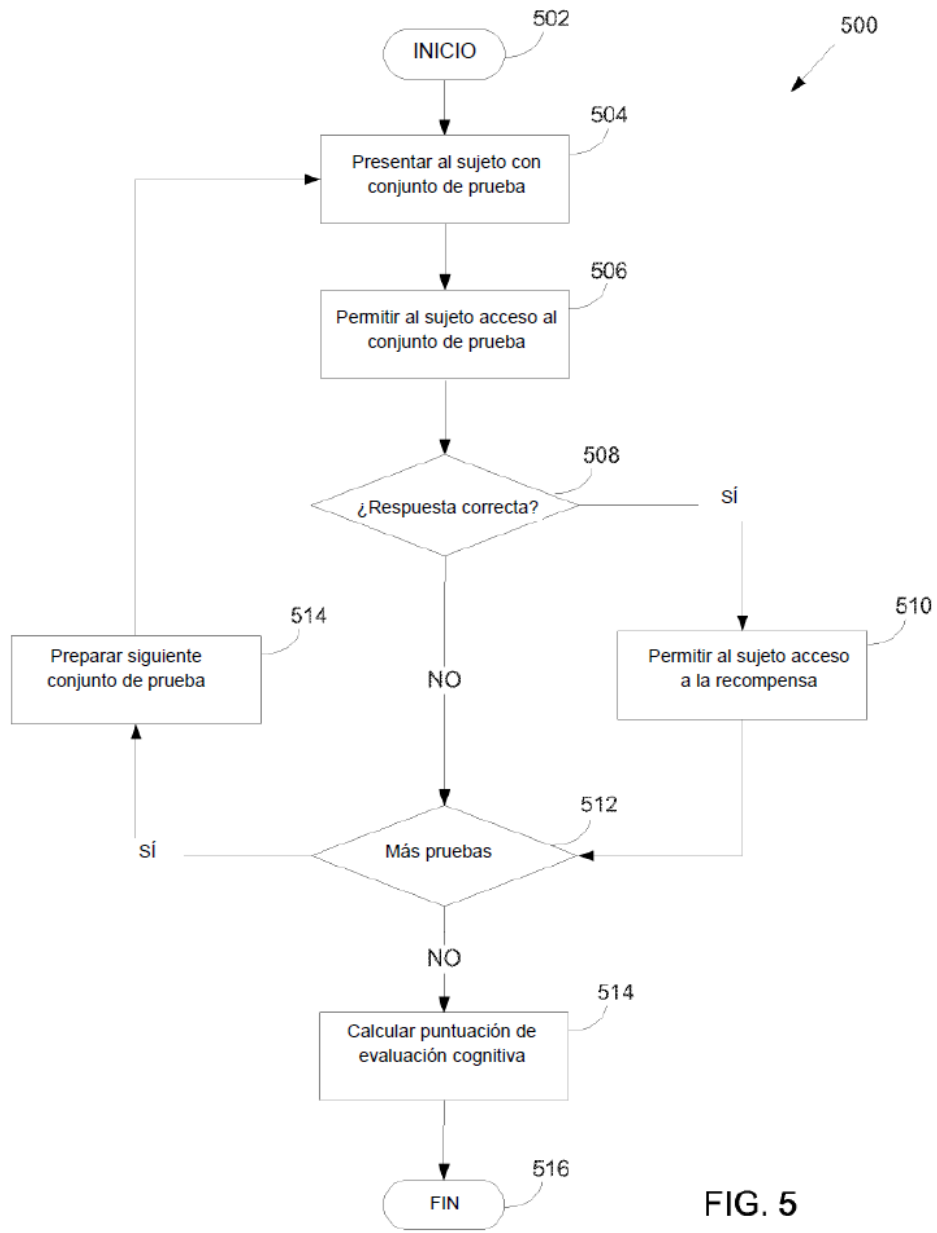 502
INICIO
500
504
Presentar al sujeto con
conjunto de prueba
506
Permitir al sujeto acceso al
conjunto de prueba
508
¿Respuesta correcta?
SÍ
514
Preparar siguiente
conjunto de prueba
510
Permitir al sujeto acceso
a la recompensa
NO
512
Más pruebas
SÍ
NO
514
Calcular puntuación de
evaluación cognitiva
516
FIN
FIG. 5